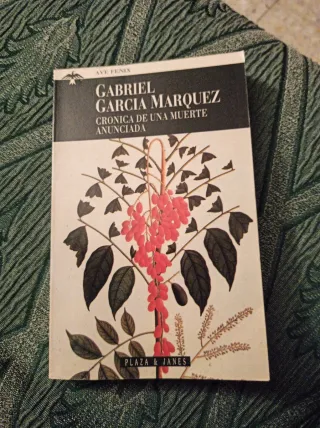 AVE FENIX
GABRIEL
GARCIA MARQUEZ
CRONICA DE UNA MUERTE
ANUNCIADA
PLAZA & JANES